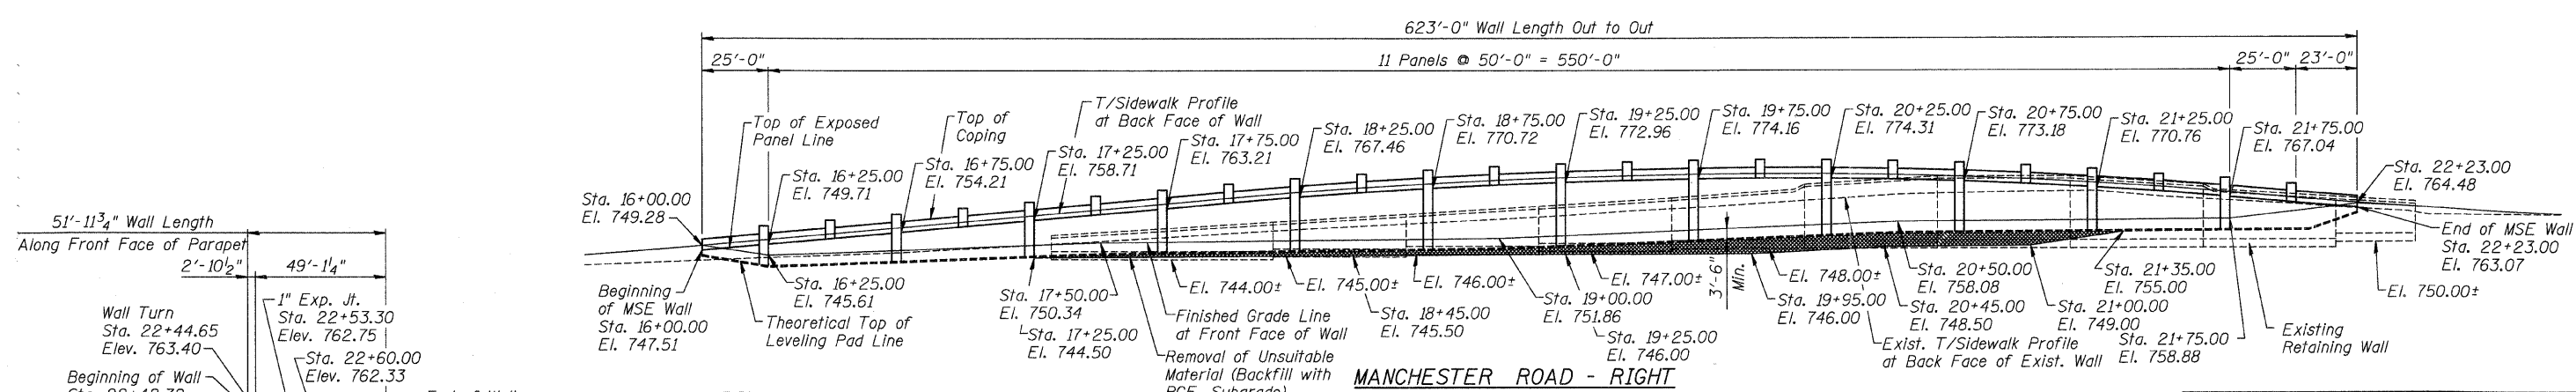 623'-0" Wall Length Out to Out
25'-0"
11 Panels @ 50'-0" = 550'-0"
25'-0"
23'-0"
Top of Exposed
Panel Line
Top of
Coping
T/Sidewalk Profile
at Back Face of Wall
Sta. 16+00.00
El. 749.28
Sta. 16+25.00
El. 749.71
Sta. 16+75.00
El. 754.21
Sta. 17+25.00
El. 758.71
Sta. 17+75.00
El. 763.21
Sta. 18+25.00
El. 767.46
Sta. 18+75.00
El. 770.72
Sta. 19+25.00
El. 772.96
Sta. 19+75.00
El. 774.16
Sta. 20+25.00
El. 774.31
Sta. 20+75.00
El. 773.18
Sta. 21+25.00
El. 770.76
Sta. 21+75.00
El. 767.04
Sta. 22+23.00
El. 764.48
End of MSE Wall
Sta. 22+23.00
El. 763.07
Beginning
of MSE Wall
Sta. 16+00.00
El. 747.51
Theoretical Top of
Leveling Pad Line
Sta. 16+25.00
El. 745.61
Sta. 17+50.00
El. 750.34
Sta. 17+25.00
El. 744.50
El. 744.00±
Finished Grade Line
at Front Face of Wall
Removal of Unsuitable
Material (Backfill with
El. 745.00±
Sta. 18+45.00
El. 745.50
El. 746.00±
Sta. 19+00.00
El. 751.86
Sta. 19+25.00
El. 746.00
El. 747.00±
3'-6"
Min.
El. 748.00±
Sta. 19+95.00
El. 746.00
Sta. 20+50.00
El. 758.08
Sta. 20+45.00
El. 748.50
Exist. T/Sidewalk Profile
at Back Face of Exist. Wall
Sta. 21+00.00
El. 749.00
Sta. 21+35.00
El. 755.00
Sta. 21+75.00
El. 758.88
Existing
Retaining Wall
El. 750.00±
MANCHESTER ROAD - RIGHT
51'-11¾" Wall Length
Along Front Face of Parapet
2'-10½"
49'-1¼"
Wall Turn
Sta. 22+44.65
Elev. 763.40
1" Exp. Jt.
Sta. 22+53.30
Elev. 762.75
Sta. 22+60.00
Elev. 762.33
Beginning of Wall